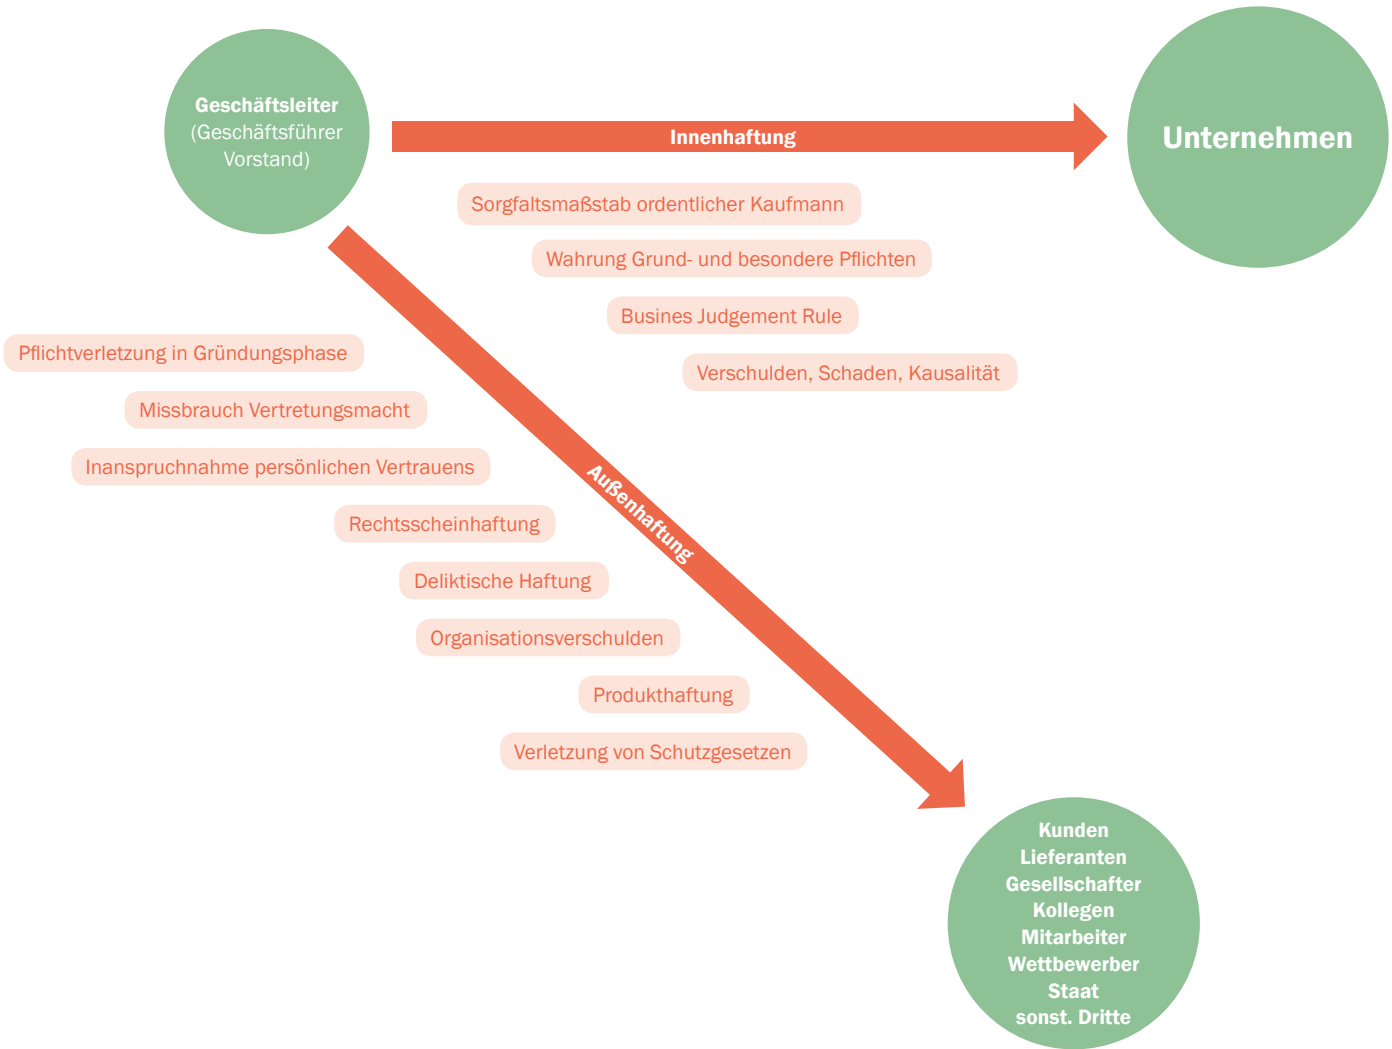 Geschäftsleiter
(Geschäftsführer
Vorstand)
Innenhaftung
Unternehmen
Sorgfaltsmaßstab ordentlicher Kaufmann
Wahrung Grund- und besondere Pflichten
Busines Judgement Rule
Verschulden, Schaden, Kausalität
Pflichtverletzung in Gründungsphase
Missbrauch Vertretungsmacht
Inanspruchnahme persönlichen Vertrauens
Rechtsscheinhaftung
Deliktische Haftung
Organisationsverschulden
Produkthaftung
Verletzung von Schutzgesetzen
Außenhaftung
Kunden
Lieferanten
Gesellschafter
Kollegen
Mitarbeiter
Wettbewerber
Staat
sonst. Dritte